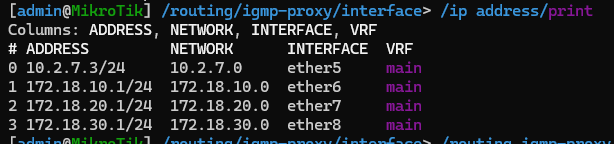 [admin@MikroTik] /routing/igmp-proxy/interface> /ip address/print
Columns: ADDRESS, NETWORK, INTERFACE, VRF
# ADDRESS NETWORK INTERFACE VRF
0 10.2.7.3/24 10.2.7.0 ether5 main
1 172.18.10.1/24 172.18.10.0 ether6 main
2 172.18.20.1/24 172.18.20.0 ether7 main
3 172.18.30.1/24 172.18.30.0 ether8 main
[admin@MikroTik] /routing/igmp-proxy/interface> /routing igmp-proxy